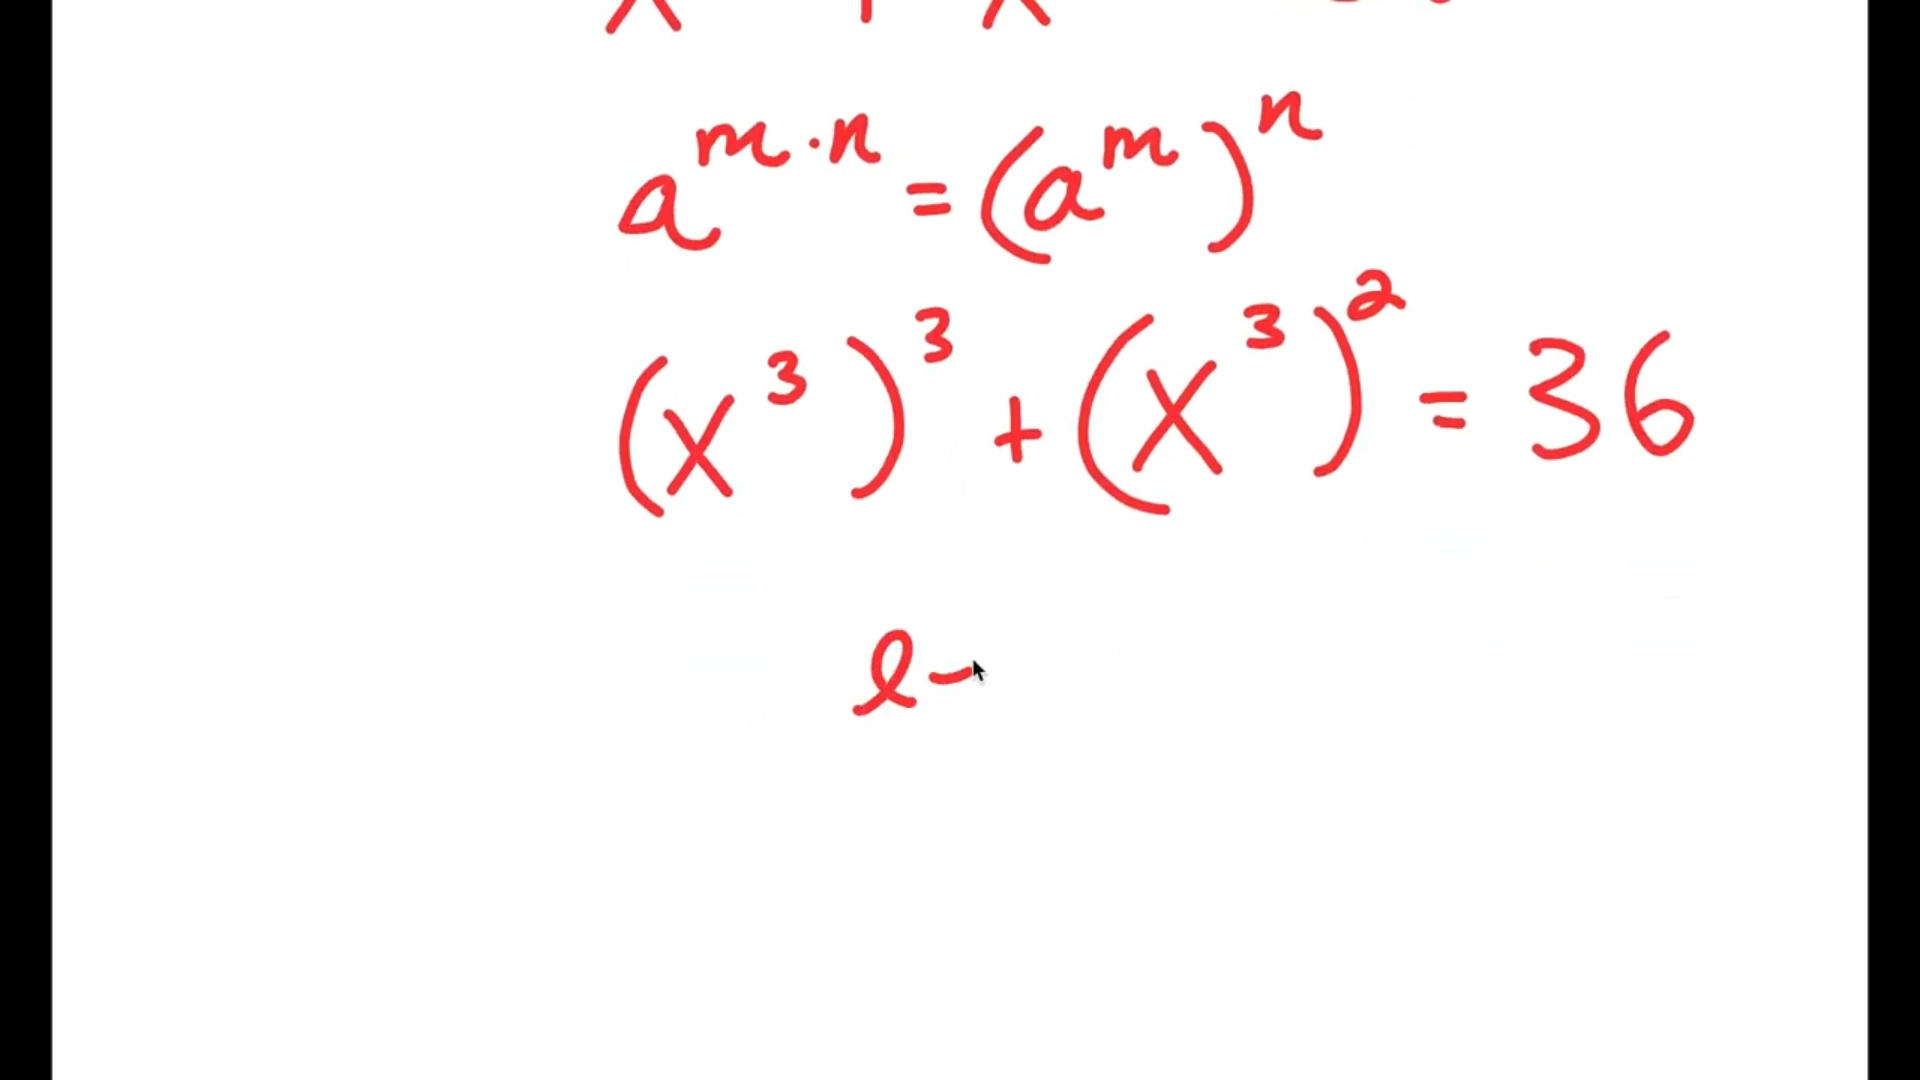 a^{m·n} = (a^m)^n
(x^3)^3 + (x^3)^2 = 36